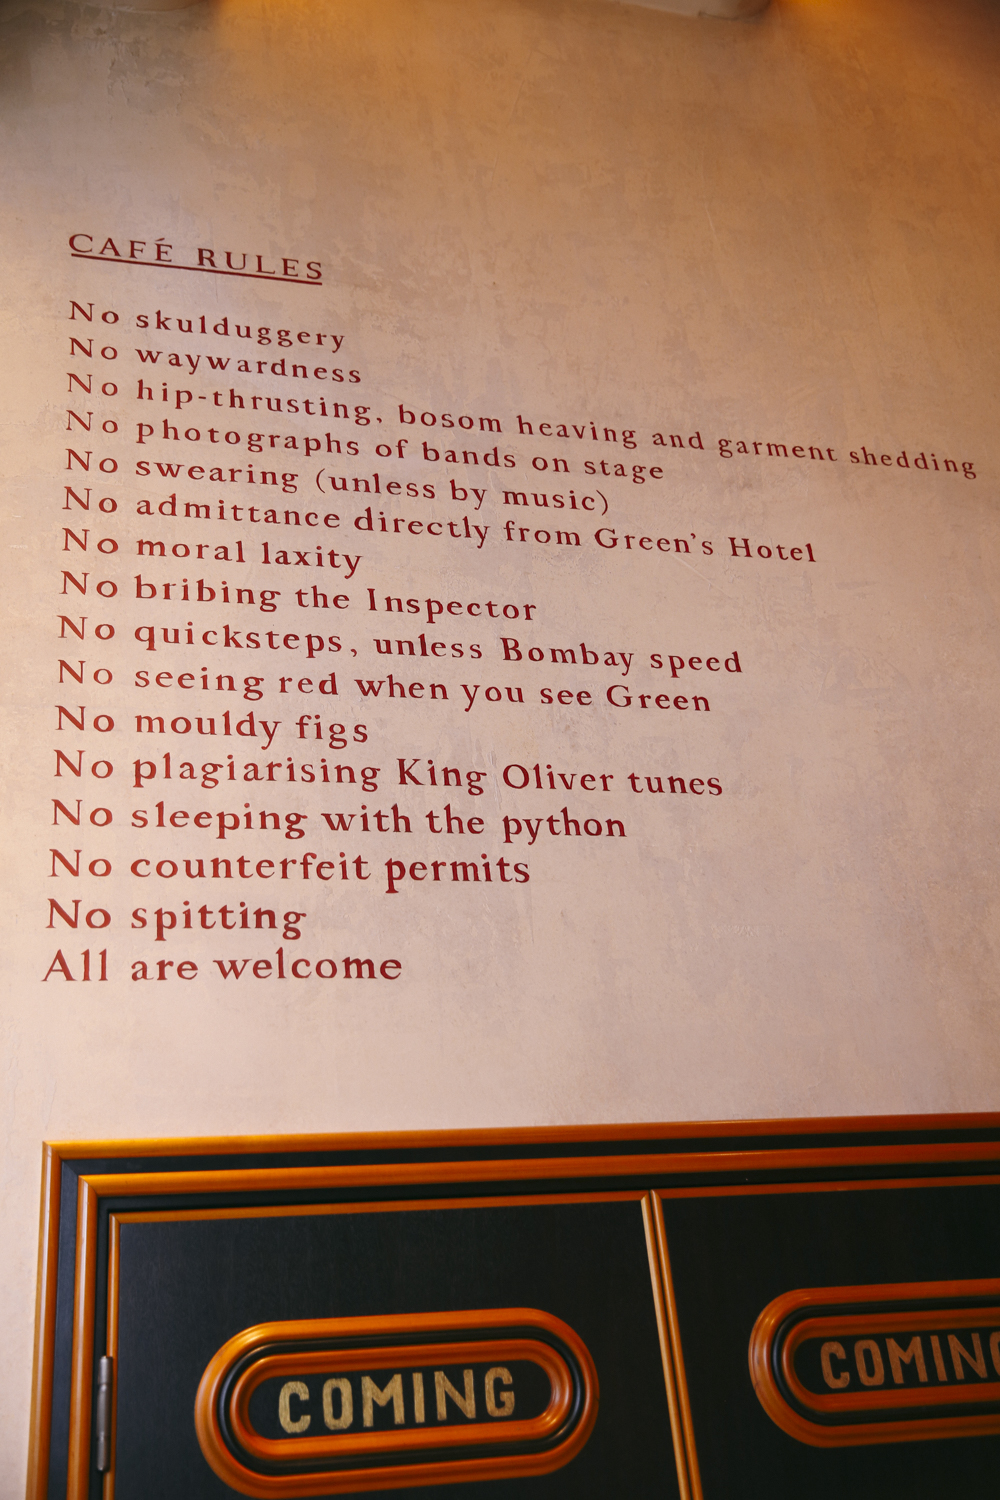 CAFÉ RULES
No skulduggery
No waywardness
No hip-thrusting, bosom heaving and garment shedding
No photographs of bands on stage
No swearing (unless by music)
No admittance directly from Green's Hotel
No moral laxity
No bribing the Inspector
No quicksteps, unless Bombay speed
No seeing red when you see Green
No mouldy figs
No plagiarising King Oliver tunes
No sleeping with the python
No counterfeit permits
No spitting
All are welcome
COMING
COMING